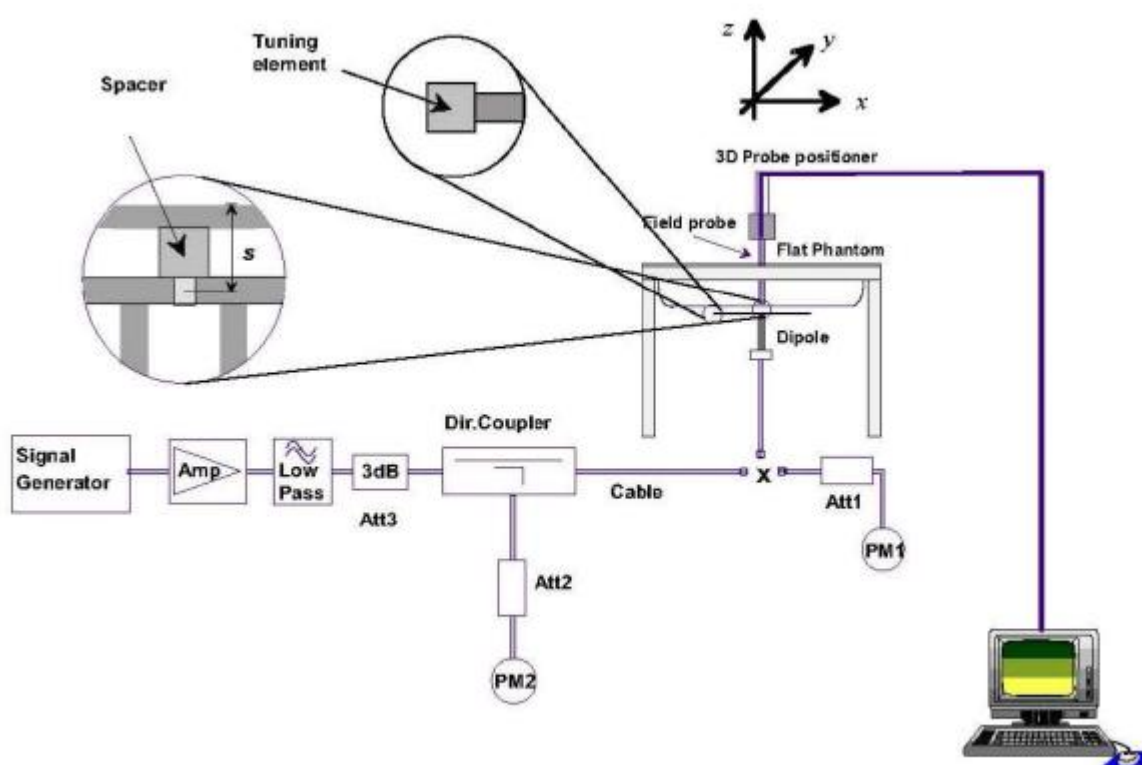 Tuning
element
Spacer
z
y
x
3D Probe positioner
Field probe
Flat Phantom
s
Dipole
Dir.Coupler
Signal
Generator
Amp
Low
Pass
3dB
Att3
Cable
x
Att1
PM1
Att2
PM2